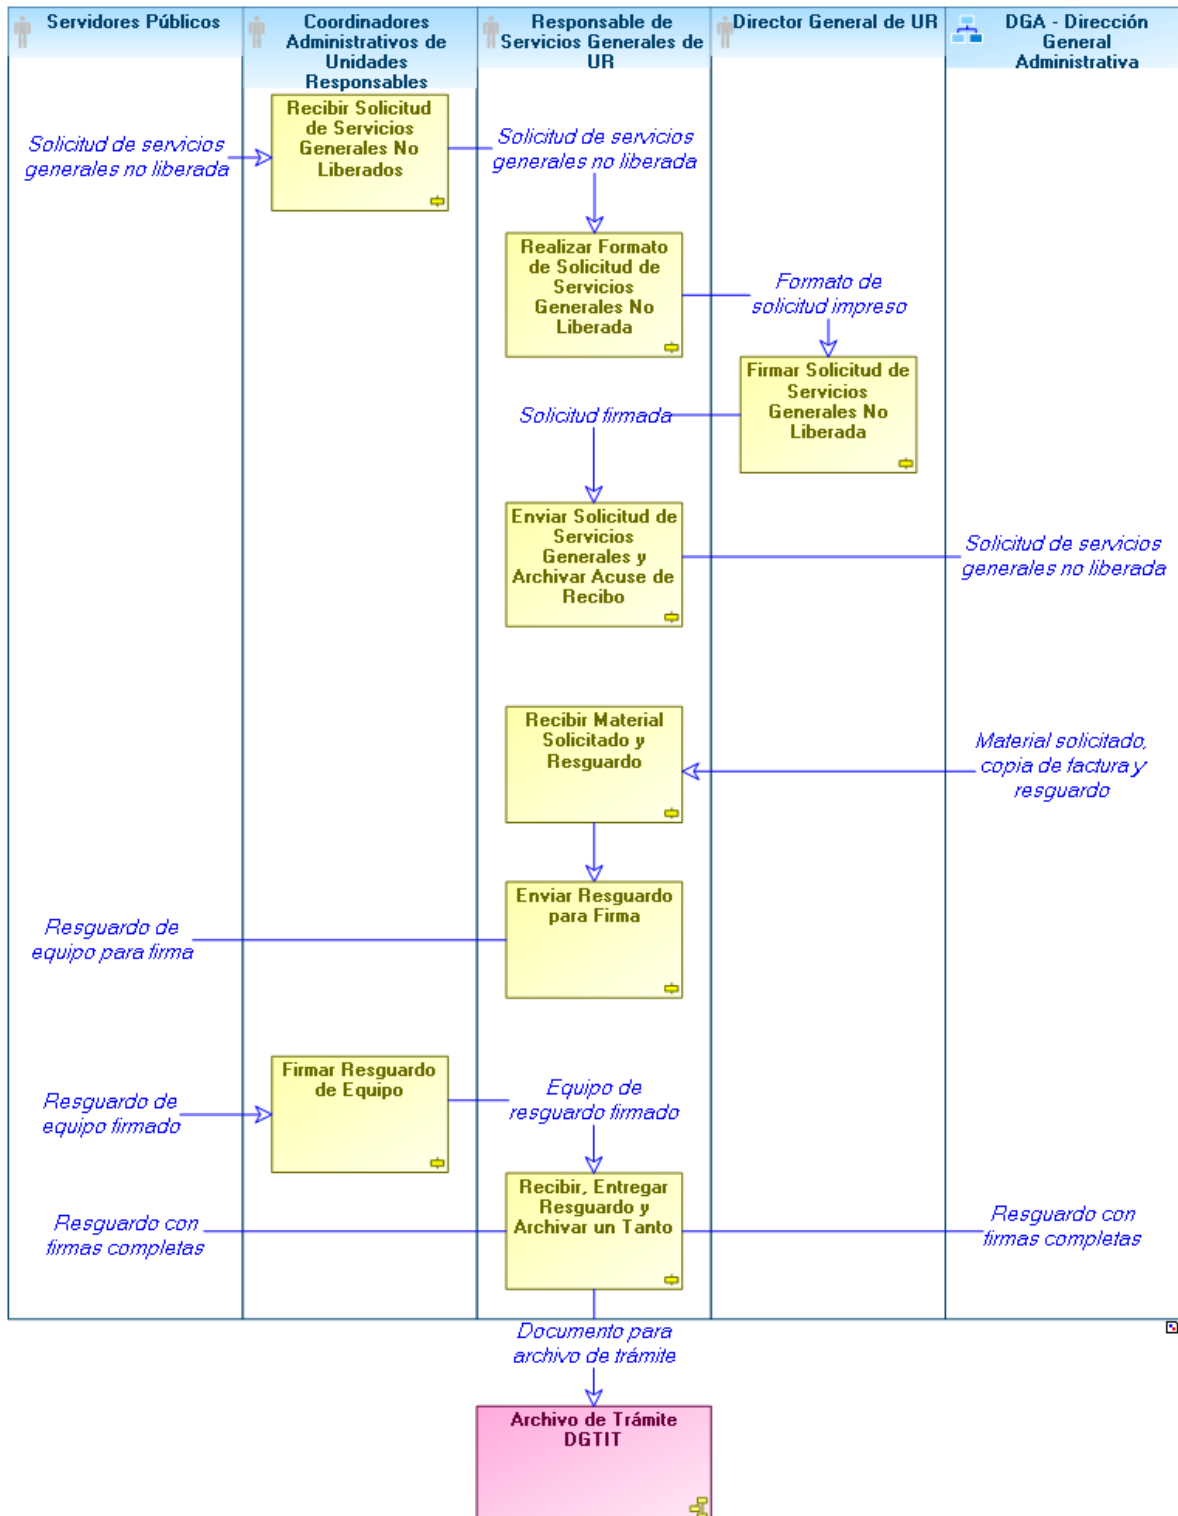 Servidores Públicos
Coordinadores
Administrativos de
Unidades
Responsables
Responsable de
Servicios Generales de
UR
Director General de UR
DGA - Dirección
General
Administrativa
Solicitud de servicios
generales no liberada
Recibir Solicitud
de Servicios
Generales No
Liberados
Solicitud de servicios
generales no liberada
Realizar Formato
de Solicitud de
Servicios
Generales No
Liberada
Formato de
solicitud impreso
Firmar Solicitud de
Servicios
Generales No
Liberada
Solicitud firmada
Enviar Solicitud de
Servicios
Generales y
Archivar Acuse de
Recibo
Solicitud de servicios
generales no liberada
Recibir Material
Solicitado y
Resguardo
Material solicitado,
copia de factura y
resguardo
Enviar Resguardo
para Firma
Resguardo de
equipo para firma
Resguardo de
equipo firmado
Firmar Resguardo
de Equipo
Equipo de
resguardo firmado
Recibir, Entregar
Resguardo y
Archivar un Tanto
Resguardo con
firmas completas
Resguardo con
firmas completas
Documento para
archivo de trámite
Archivo de Trámite
DGTIT